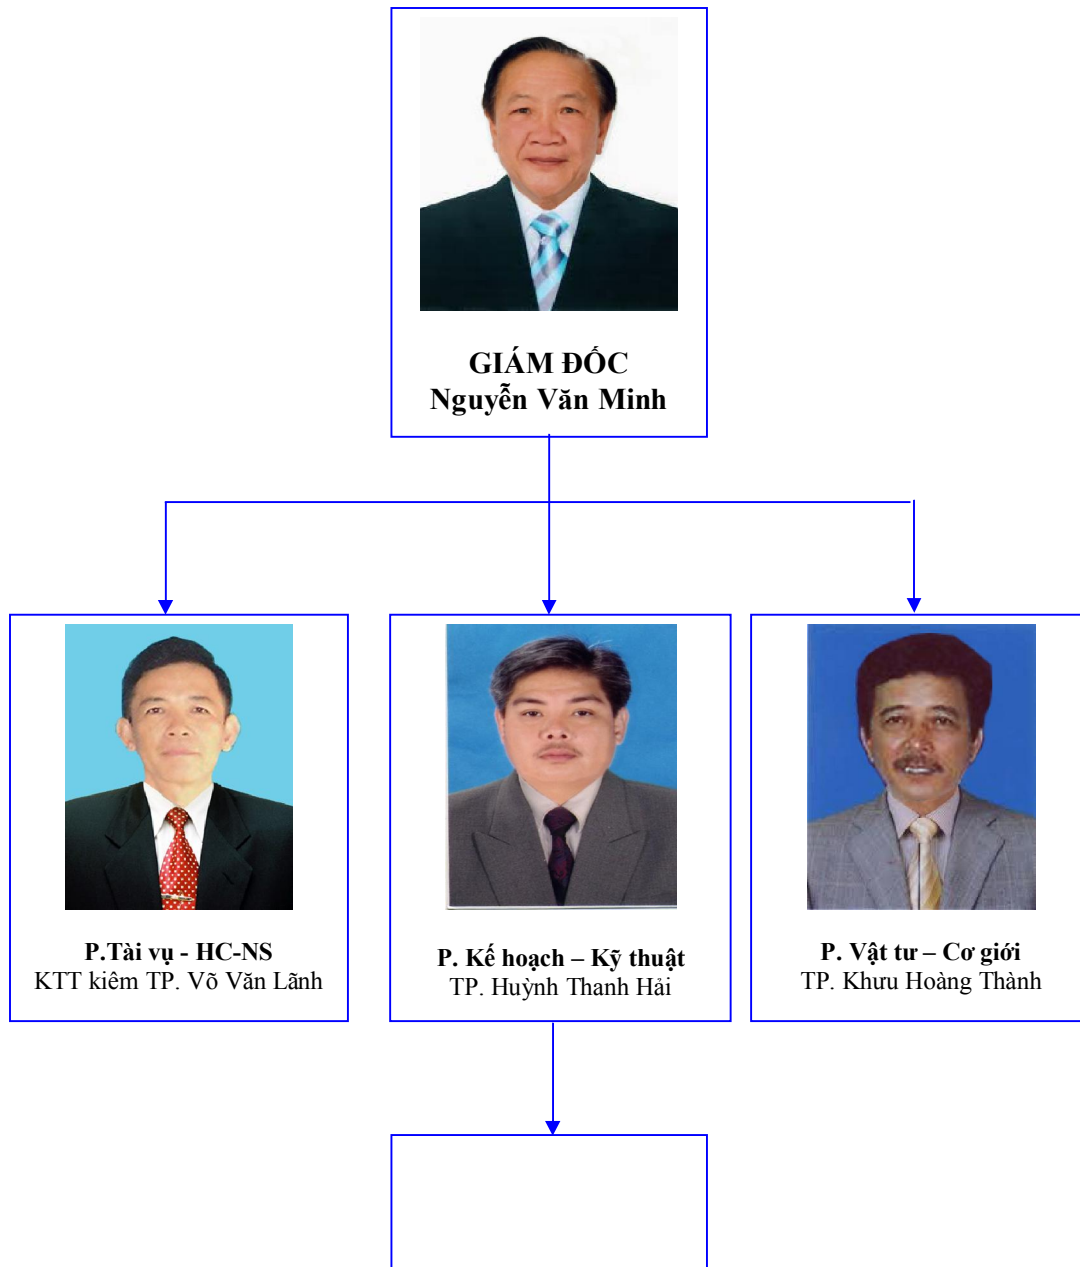 GIÁM ĐỐC
Nguyễn Văn Minh
P.Tài vụ - HC-NS
KTT kiêm TP. Võ Văn Lãnh
P. Kế hoạch – Kỹ thuật
TP. Huỳnh Thanh Hải
P. Vật tư – Cơ giới
TP. Khưu Hoàng Thành